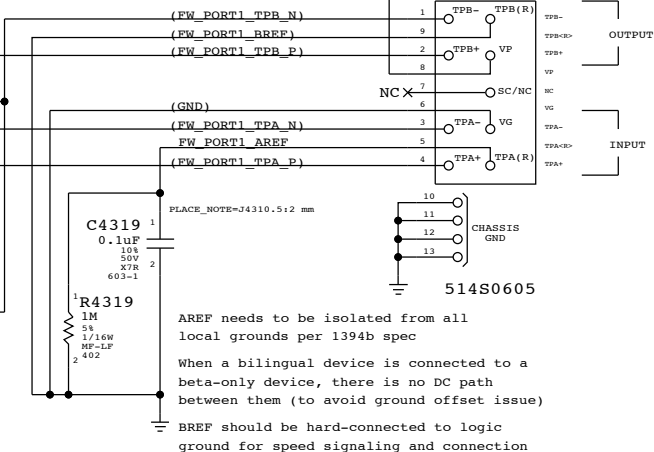 (FW_PORT1_TPB_N)
1
TPB-
TPB(R)
TPB-
(FW_PORT1_BREF)
9
TPB<R>
OUTPUT
(FW_PORT1_TPB_P)
2
TPB+
VP
TPB+
8
VP
NC
7
SC/NC
NC
(GND)
6
VG
(FW_PORT1_TPA_N)
3
TPA-
VG
TPA-
FW_PORT1_AREF
5
TPA<R>
INPUT
(FW_PORT1_TPA_P)
4
TPA+
TPA(R)
TPA+
PLACE_NOTE=J4310.5:2 mm
C4319
1
0.1uF
10%
50V
X7R
603-1
2
10
11
12
13
CHASSIS
GND
514S0605
1
R4319
1M
5%
1/16W
MF-LF
402
2
AREF needs to be isolated from all
local grounds per 1394b spec
When a bilingual device is connected to a
beta-only device, there is no DC path
between them (to avoid ground offset issue)
BREF should be hard-connected to logic
ground for speed signaling and connection